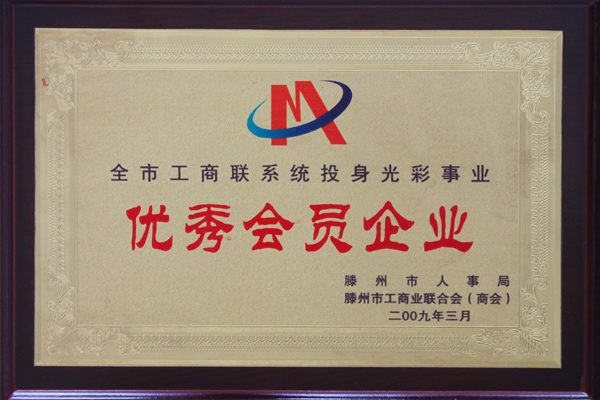 全市工商联系统投身光彩事业
优秀会员企业
滕州市人事局
滕州市工商业联合会(商会)
二00九年三月